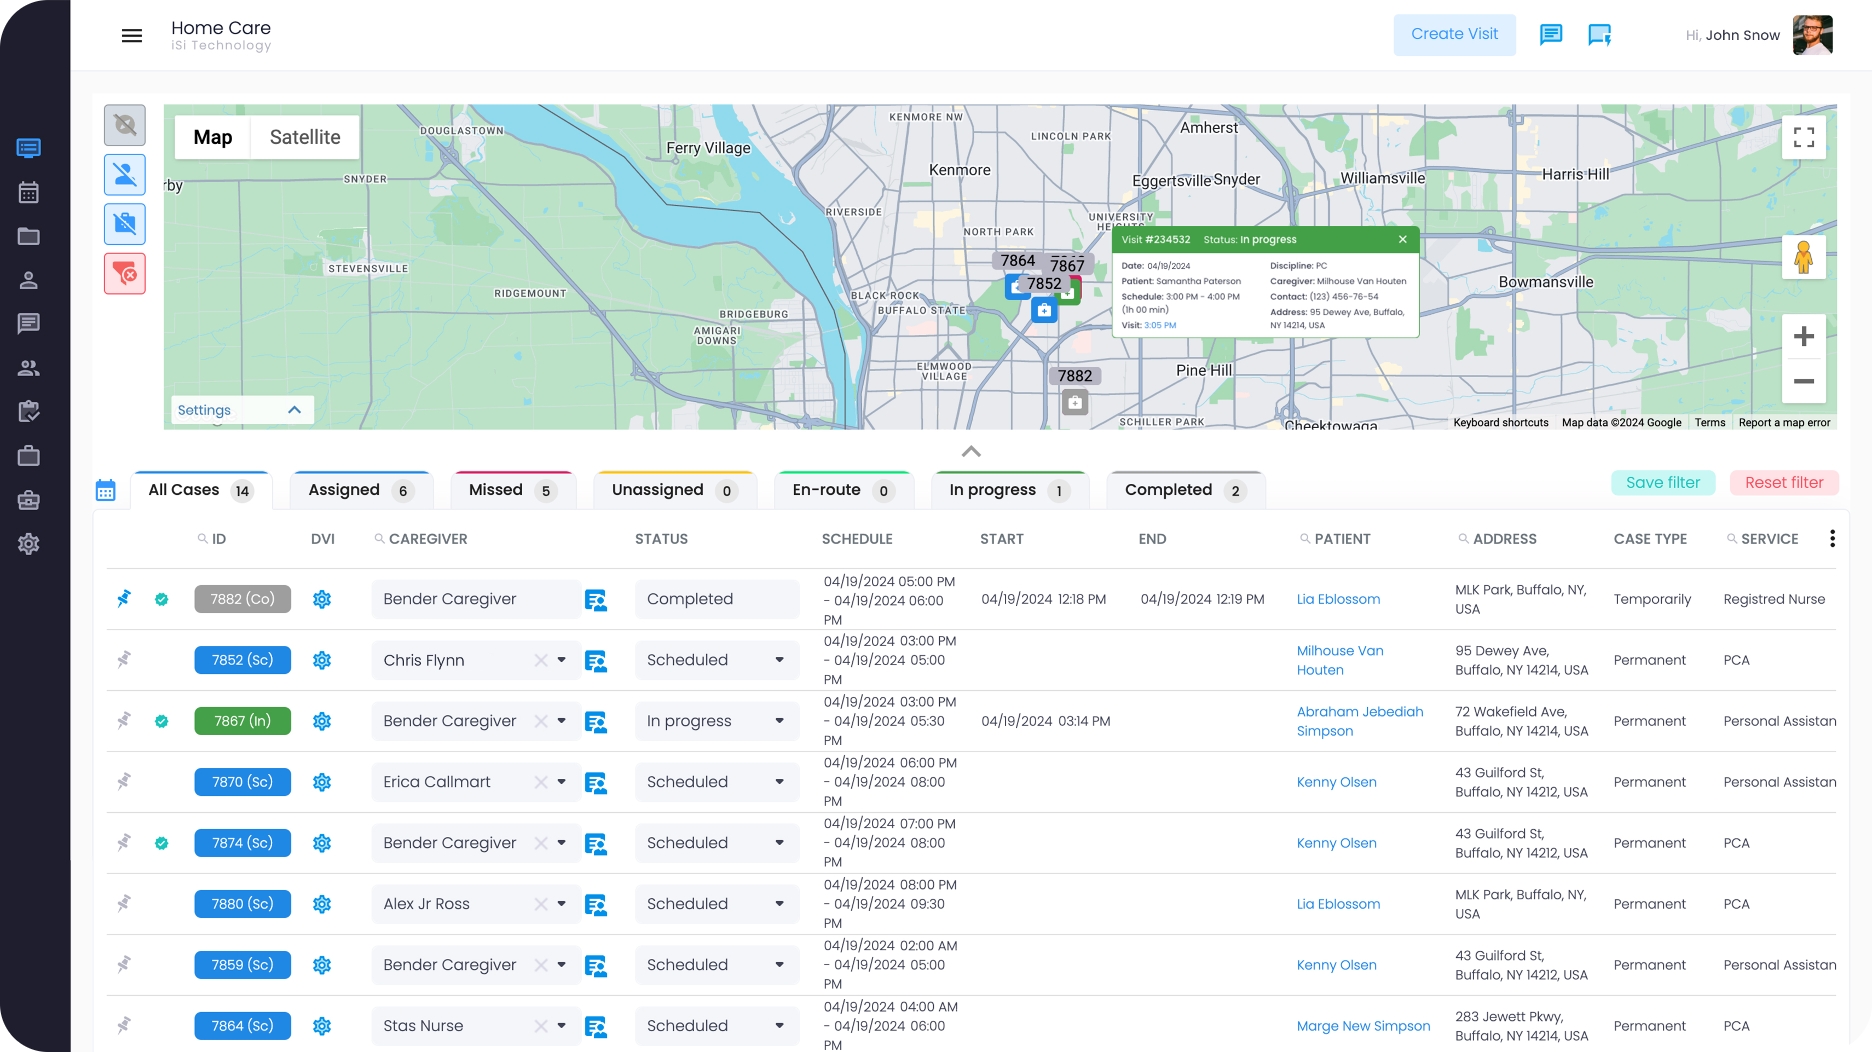 Home Care
iSi Technology
Create Visit
Hi, John Snow
Map
Satellite
DOUGLASTOWN
Ferry Village
KENMORE NW
LINCOLN PARK
Amherst
Kenmore
Eggertsville
Snyder
Williamsville
Harris Hill
rby
SNYDER
RIVERSIDE
UNIVERSITY
HEIGHTS
NORTH PARK
STEVENSVILLE
RIDGEMOUNT
BRIDGEBURG
AMIGARI
DOWNS
BLACK ROCK
BUFFALO STATE
ELMWOOD
VILLAGE
7864
7867
7852
7882
Bowmansville
Pine Hill
SCHILLER PARK
Cheektowaga
Visit #234532 Status: In progress
Date: 04/19/2024
Patient: Samantha Paterson
Schedule: 3:00 PM - 4:00 PM
(1h 00 min)
Visit: 3:05 PM
Discipline: PC
Caregiver: Milhouse Van Houten
Contact: (123) 456-76-54
Address: 95 Dewey Ave, Buffalo,
NY 14214, USA
Settings
Keyboard shortcuts
Map data ©2024 Google
Terms
Report a map error
All Cases 14
Assigned 6
Missed 5
Unassigned 0
En-route 0
In progress 1
Completed 2
Save filter
Reset filter
ID DVI CAREGIVER STATUS SCHEDULE START END PATIENT ADDRESS CASE TYPE SERVICE
7882 (Co)
Bender Caregiver
Completed
04/19/2024 05:00 PM
- 04/19/2024 06:00
PM
04/19/2024 12:18 PM
04/19/2024 12:19 PM
Lia Eblossom
MLK Park, Buffalo, NY,
USA
Temporarily
Registred Nurse
7852 (Sc)
Chris Flynn
Scheduled
04/19/2024 03:00 PM
- 04/19/2024 05:00
PM
Milhouse Van
Houten
95 Dewey Ave,
Buffalo, NY 14214, USA
Permanent
PCA
7867 (In)
Bender Caregiver
In progress
04/19/2024 03:00 PM
- 04/19/2024 05:30
PM
04/19/2024 03:14 PM
Abraham Jebediah
Simpson
72 Wakefield Ave,
Buffalo, NY 14214, USA
Permanent
Personal Assistan
7870 (Sc)
Erica Callmart
Scheduled
04/19/2024 06:00 PM
- 04/19/2024 08:00
PM
Kenny Olsen
43 Guilford St,
Buffalo, NY 14212, USA
Permanent
Personal Assistan
7874 (Sc)
Bender Caregiver
Scheduled
04/19/2024 07:00 PM
- 04/19/2024 08:00
PM
Kenny Olsen
43 Guilford St,
Buffalo, NY 14212, USA
Permanent
PCA
7880 (Sc)
Alex Jr Ross
Scheduled
04/19/2024 08:00 PM
- 04/19/2024 09:30
PM
Lia Eblossom
MLK Park, Buffalo, NY,
USA
Permanent
PCA
7859 (Sc)
Bender Caregiver
Scheduled
04/19/2024 02:00 AM
- 04/19/2024 05:00
PM
Kenny Olsen
43 Guilford St,
Buffalo, NY 14212, USA
Permanent
Personal Assistan
7864 (Sc)
Stas Nurse
Scheduled
04/19/2024 04:00 AM
- 04/19/2024 06:00
PM
Marge New Simpson
283 Jewett Pkwy,
Buffalo, NY 14214, USA
Permanent
PCA